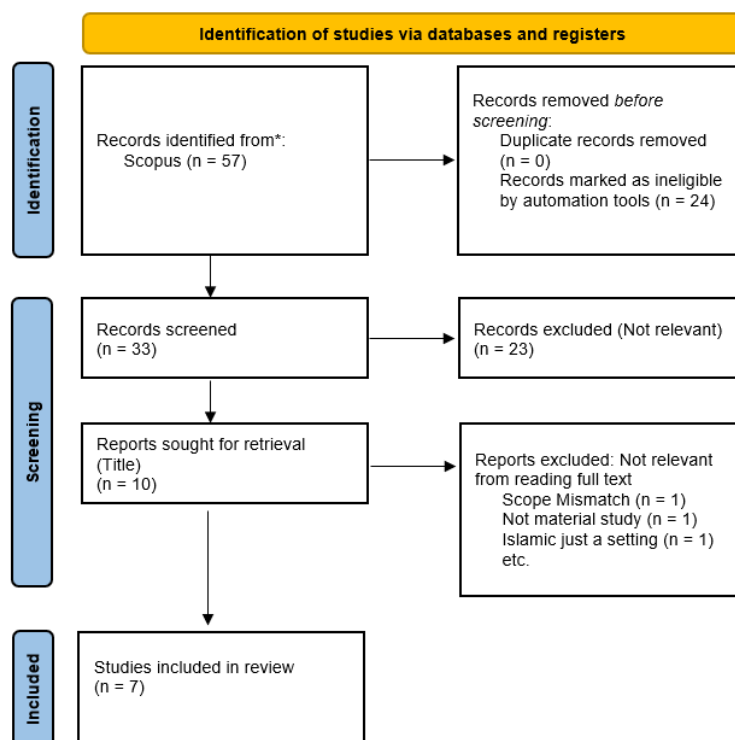 Identification of studies via databases and registers
Identification
Records identified from*:
Scopus (n = 57)
Records removed before
screening:
Duplicate records removed
(n = 0)
Records marked as ineligible
by automation tools (n = 24)
Screening
Records screened
(n = 33)
Records excluded (Not relevant)
(n = 23)
Reports sought for retrieval
(Title)
(n = 10)
Reports excluded: Not relevant
from reading full text
Scope Mismatch (n = 1)
Not material study (n = 1)
Islamic just a setting (n = 1)
etc.
Included
Studies included in review
(n = 7)